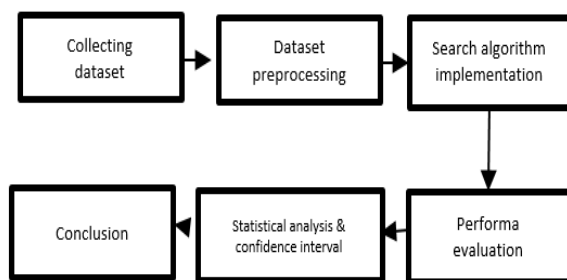 Collecting
dataset
Dataset
preprocessing
Search algorithm
implementation
Performa
evaluation
Statistical analysis &
confidence interval
Conclusion